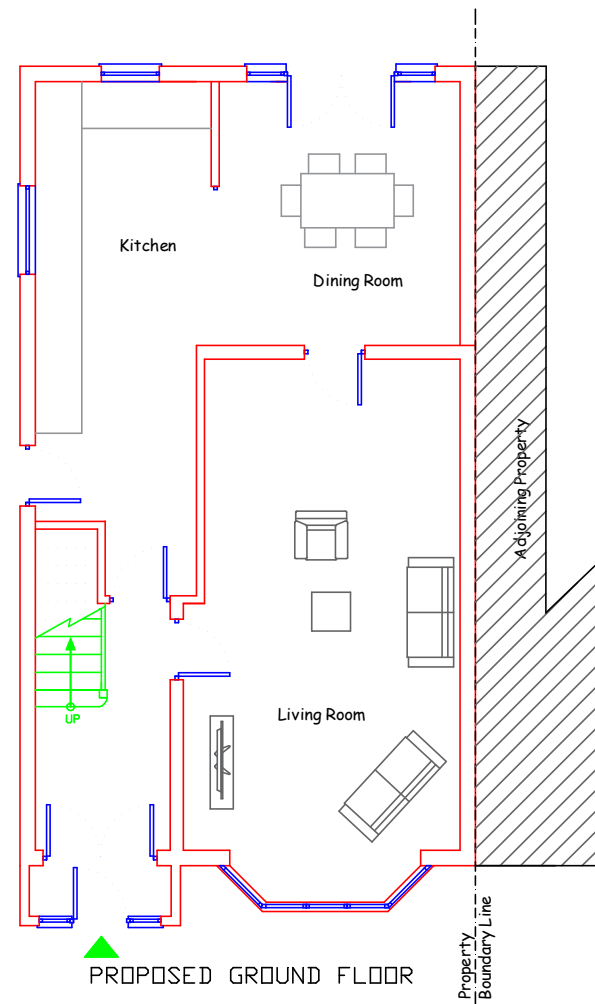 Kitchen
Dining Room
Adjoining Property
Living Room
UP
Property
Boundary Line
PROPOSED GROUND FLOOR